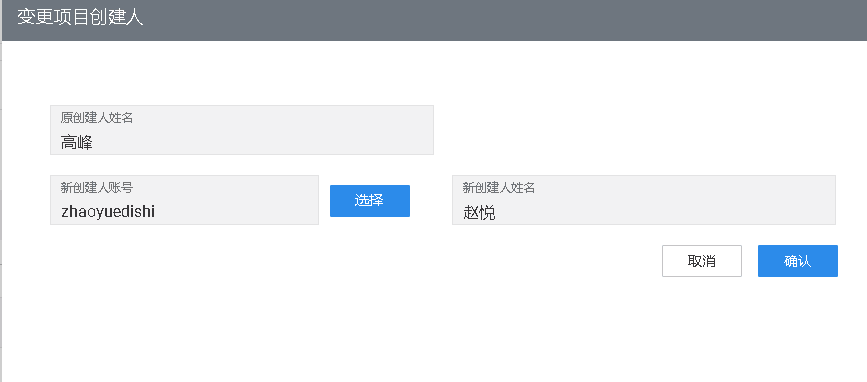 变更项目创建人
原创建人姓名
高峰
新创建人账号
zhaoyuedishi
选择
新创建人姓名
赵悦
取消
确认